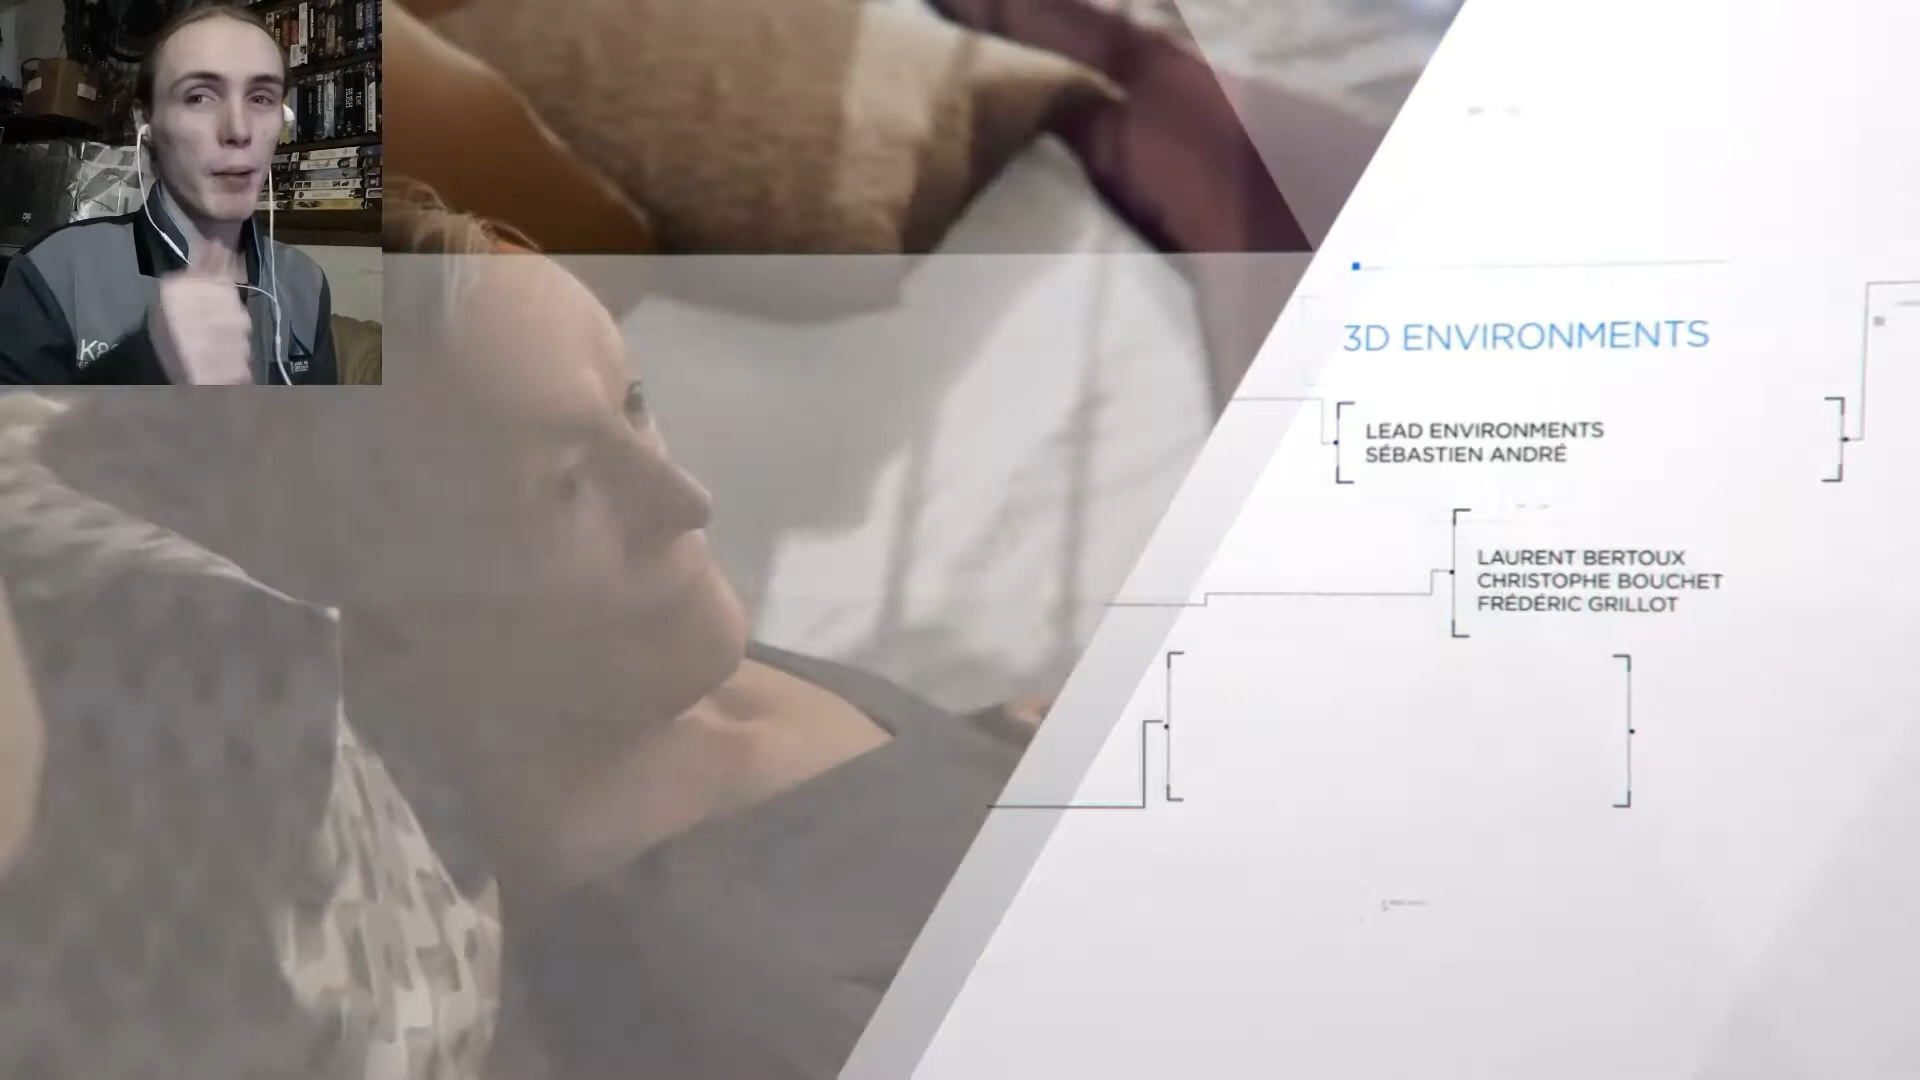 3D ENVIRONMENTS
LEAD ENVIRONMENTS
SÉBASTIEN ANDRÉ
LAURENT BERTOUX
CHRISTOPHE BOUCHET
FRÉDÉRIC GRILLOT